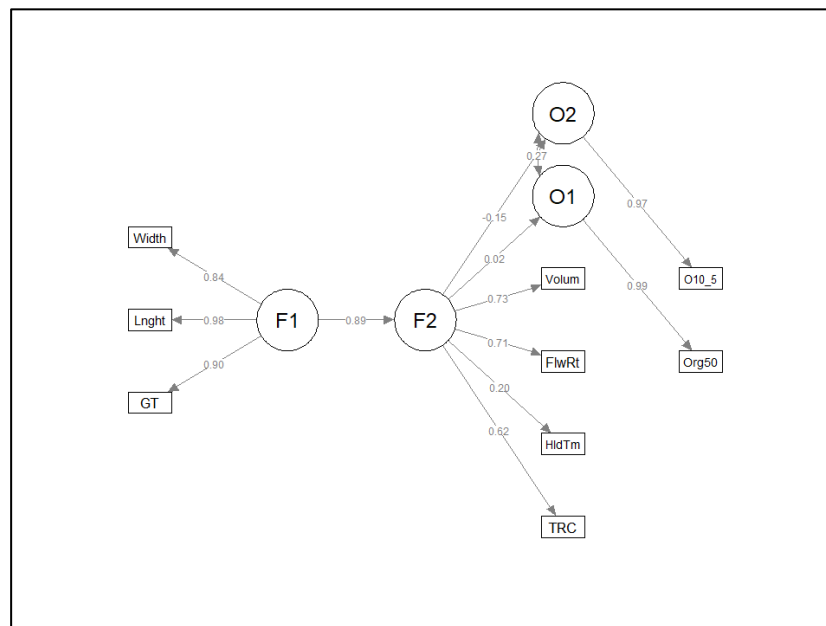 O2
0.27
O1
-0.15
0.97
Width
0.02
Volum
O10_5
0.84
0.73
0.99
Lnght
0.98
F1
0.89
F2
0.71
FlwRt
Org50
0.90
GT
0.20
0.62
HldTm
TRC